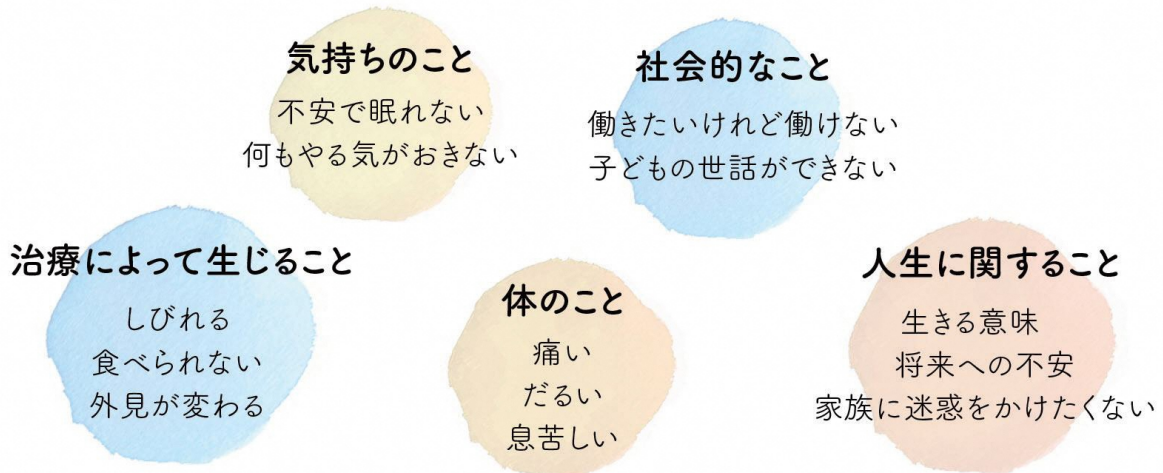 気持ちのこと
不安で眠れない
何もやる気がおきない
社会的なこと
働きたいけれど働けない
子どもの世話ができない
治療によって生じること
しびれる
食べられない
外見が変わる
体のこと
痛い
だるい
息苦しい
人生に関すること
生きる意味
将来への不安
家族に迷惑をかけたくない